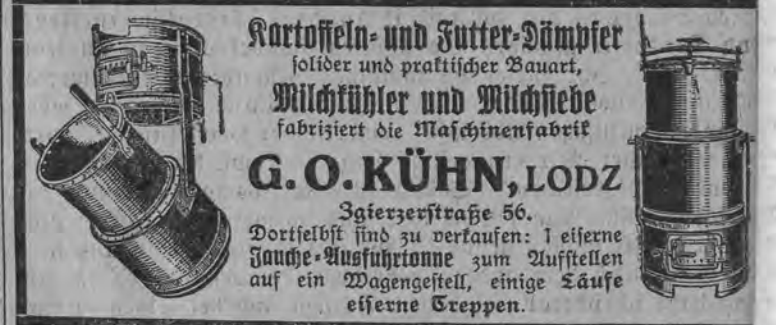 Kartoffeln- und Futter-Dämpfer
solider und praktischer Bauart,
Milchkühler und Milchsiebe
fabriziert die Maschinenfabrik
G. O. KÜHN, LODZ
Zgierzerstraße 56.
Dortselbst sind zu verkaufen: 1 eiserne
Jauche-Ausfuhrtonne zum Aufstellen
auf ein Wagengestell, einige Läufe
eiserne Treppen.